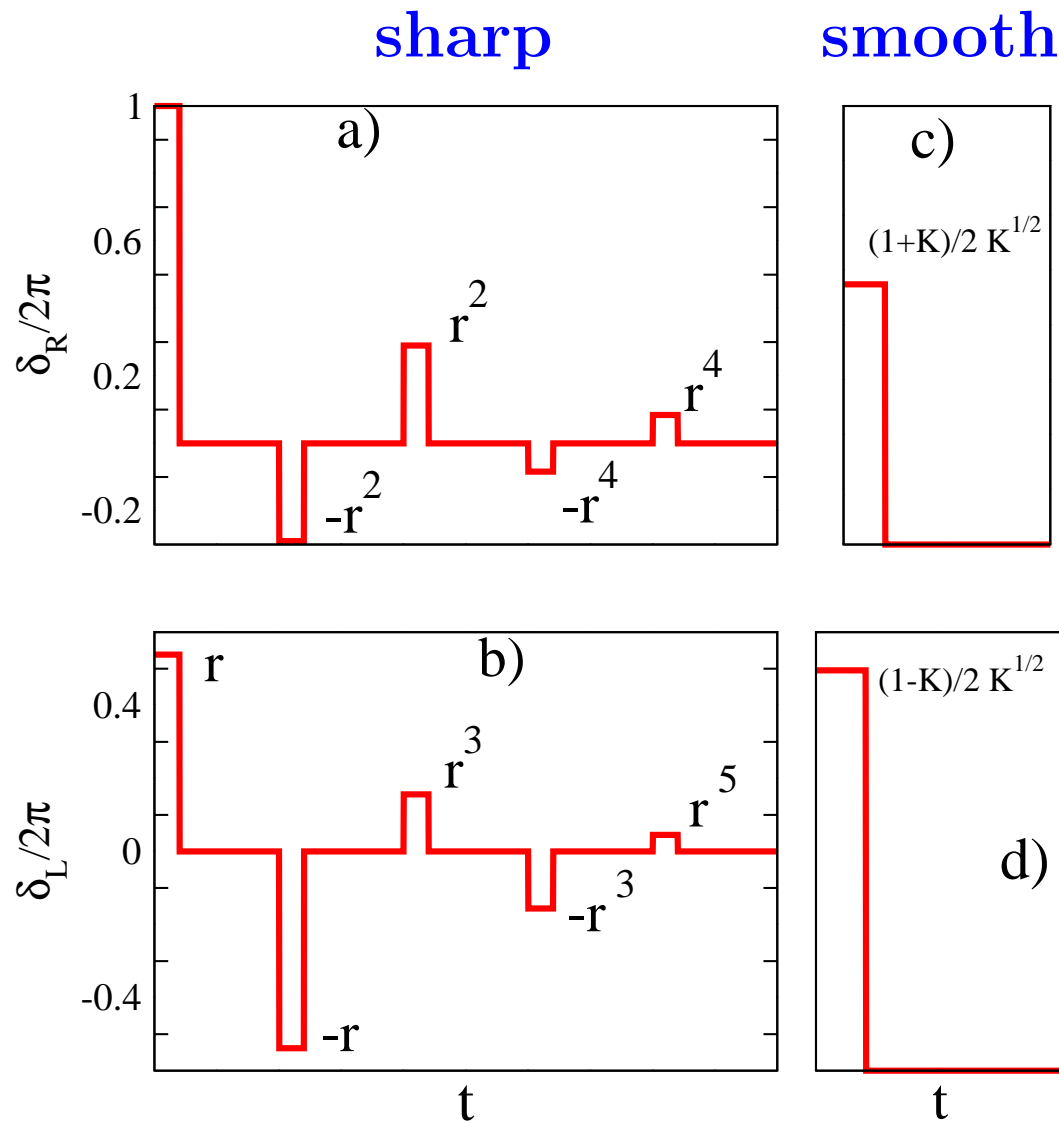 sharp
smooth
a)
c)
1
0.6
0.2
-0.2
δ_R/2π
r^2
-r^2
r^4
-r^4
(1+K)/2 K^{1/2}
b)
d)
0.4
0
-0.4
δ_L/2π
r
-r
r^3
-r^3
r^5
(1-K)/2 K^{1/2}
t
t